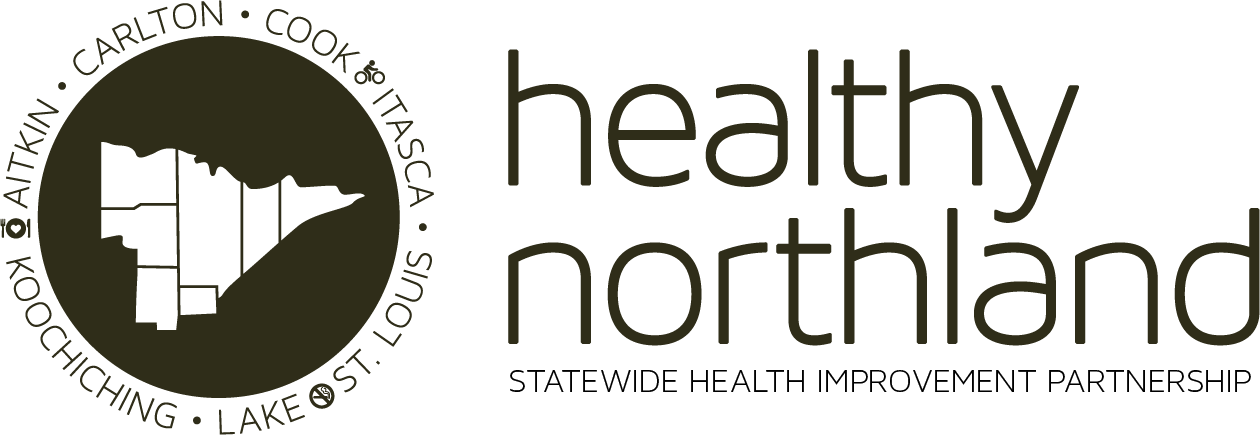 AITKIN • CARLTON • COOK ITASCA • ST. LOUIS LAKE • KOOCHICHING
healthy
northland
STATEWIDE HEALTH IMPROVEMENT PARTNERSHIP